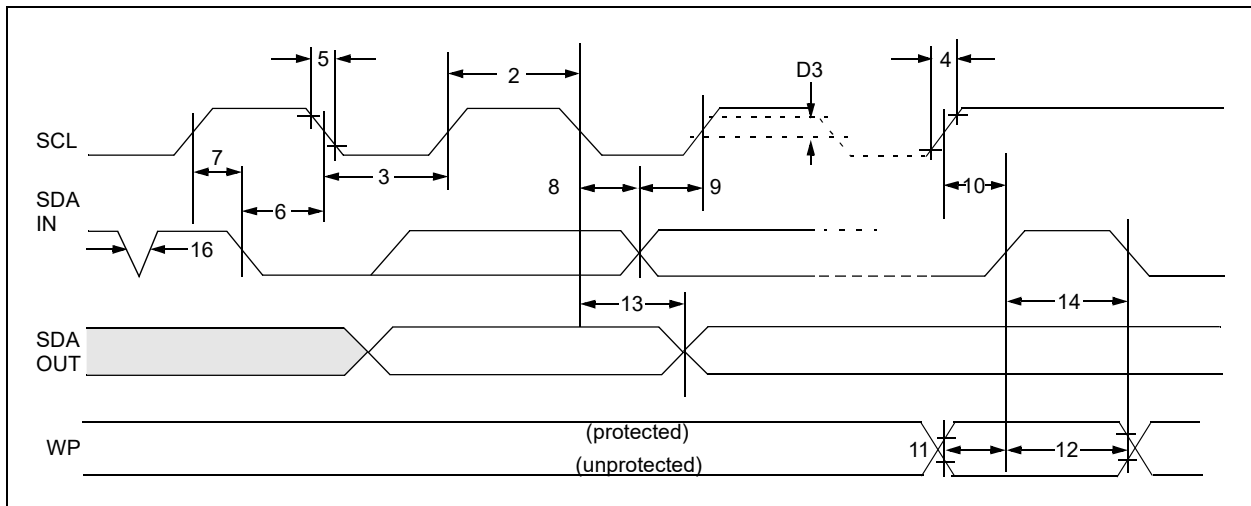 5
2
D3
4
SCL
7
3
8
9
10
SDA
IN
6
16
13
14
SDA
OUT
(protected)
WP
11
12
(unprotected)